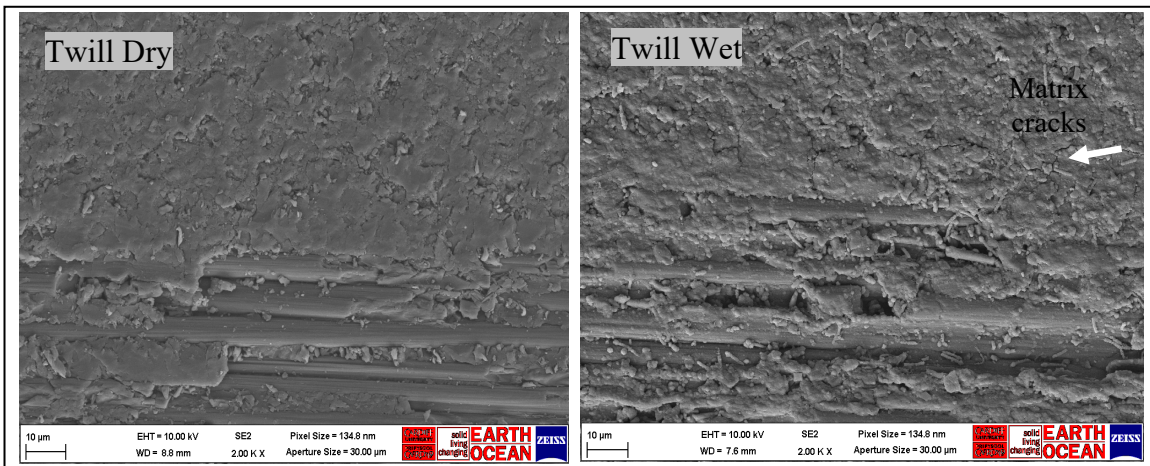 Twill Dry
Twill Wet
Matrix
cracks
10 µm
EHT = 10.00 kV
SE2
Pixel Size = 134.8 nm
WD = 8.8 mm
2.00 K X
Aperture Size = 30.00 µm
solid
living
changing
EARTH
OCEAN
ZEISS
10 µm
EHT = 10.00 kV
SE2
Pixel Size = 134.8 nm
WD = 7.6 mm
2.00 K X
Aperture Size = 30.00 µm
solid
living
changing
EARTH
OCEAN
ZEISS